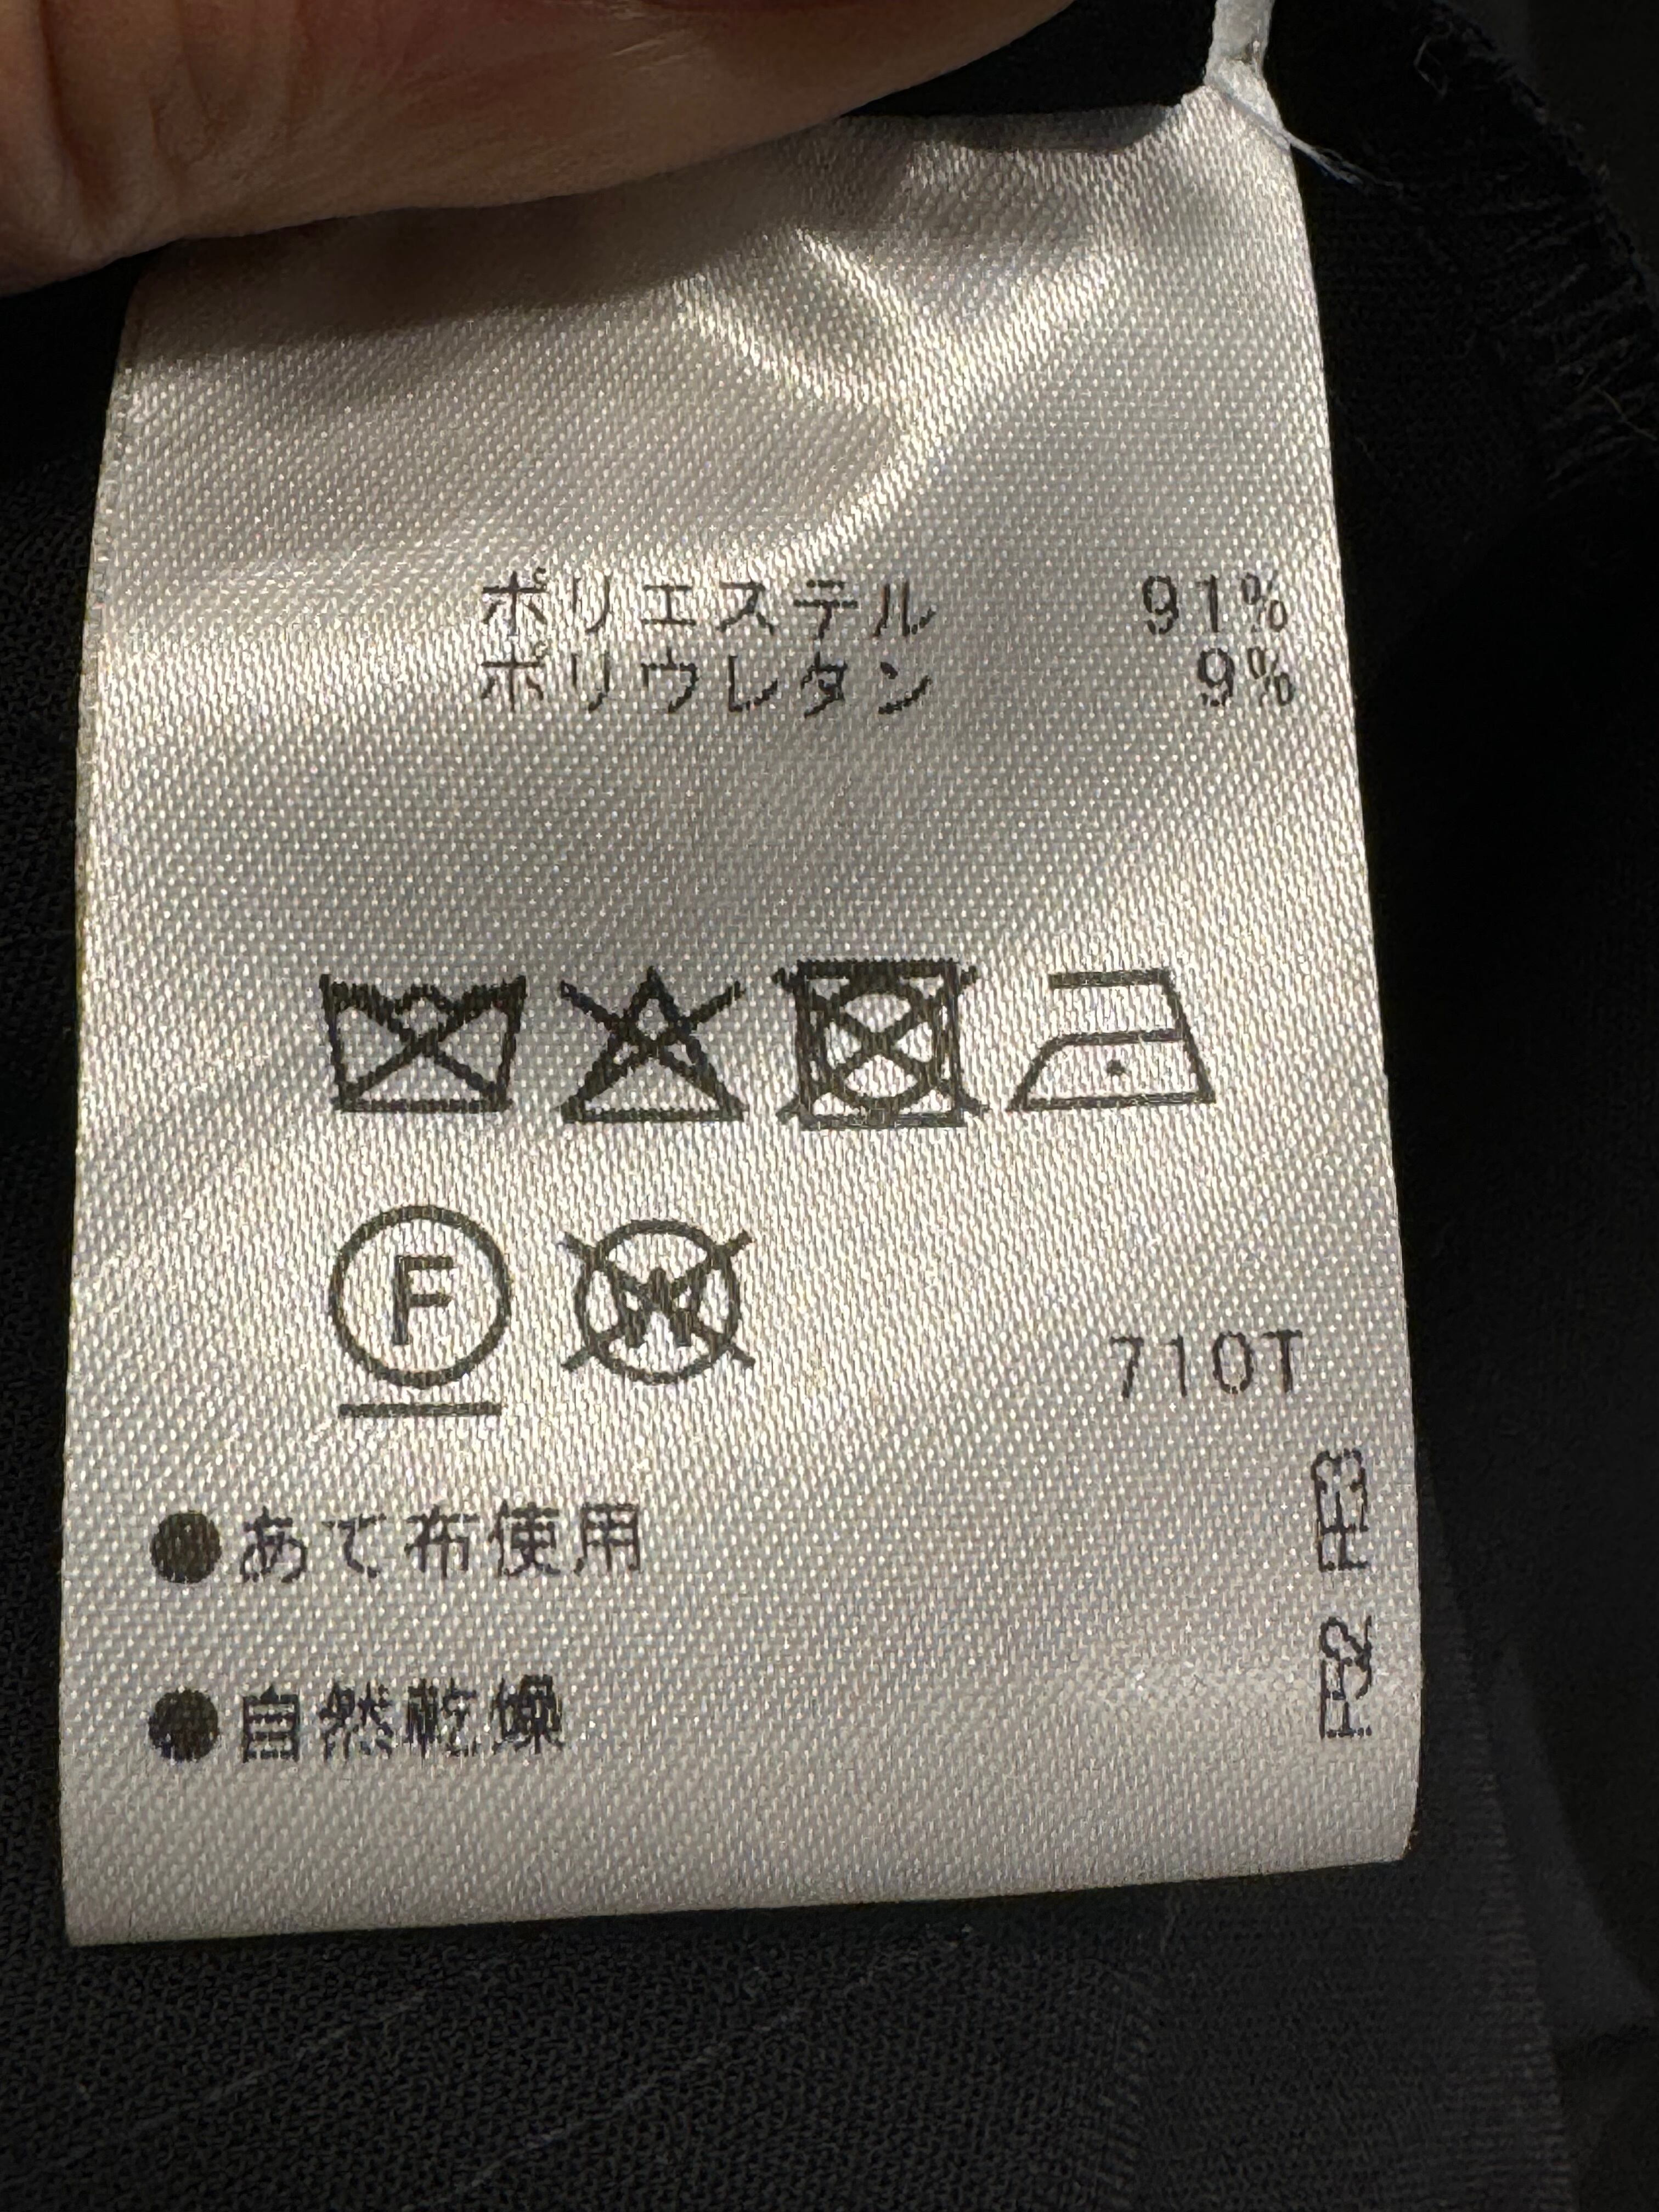 ポリエステル 91%
ポリウレタン 9%
F W
710T
●あて布使用
●自然乾燥